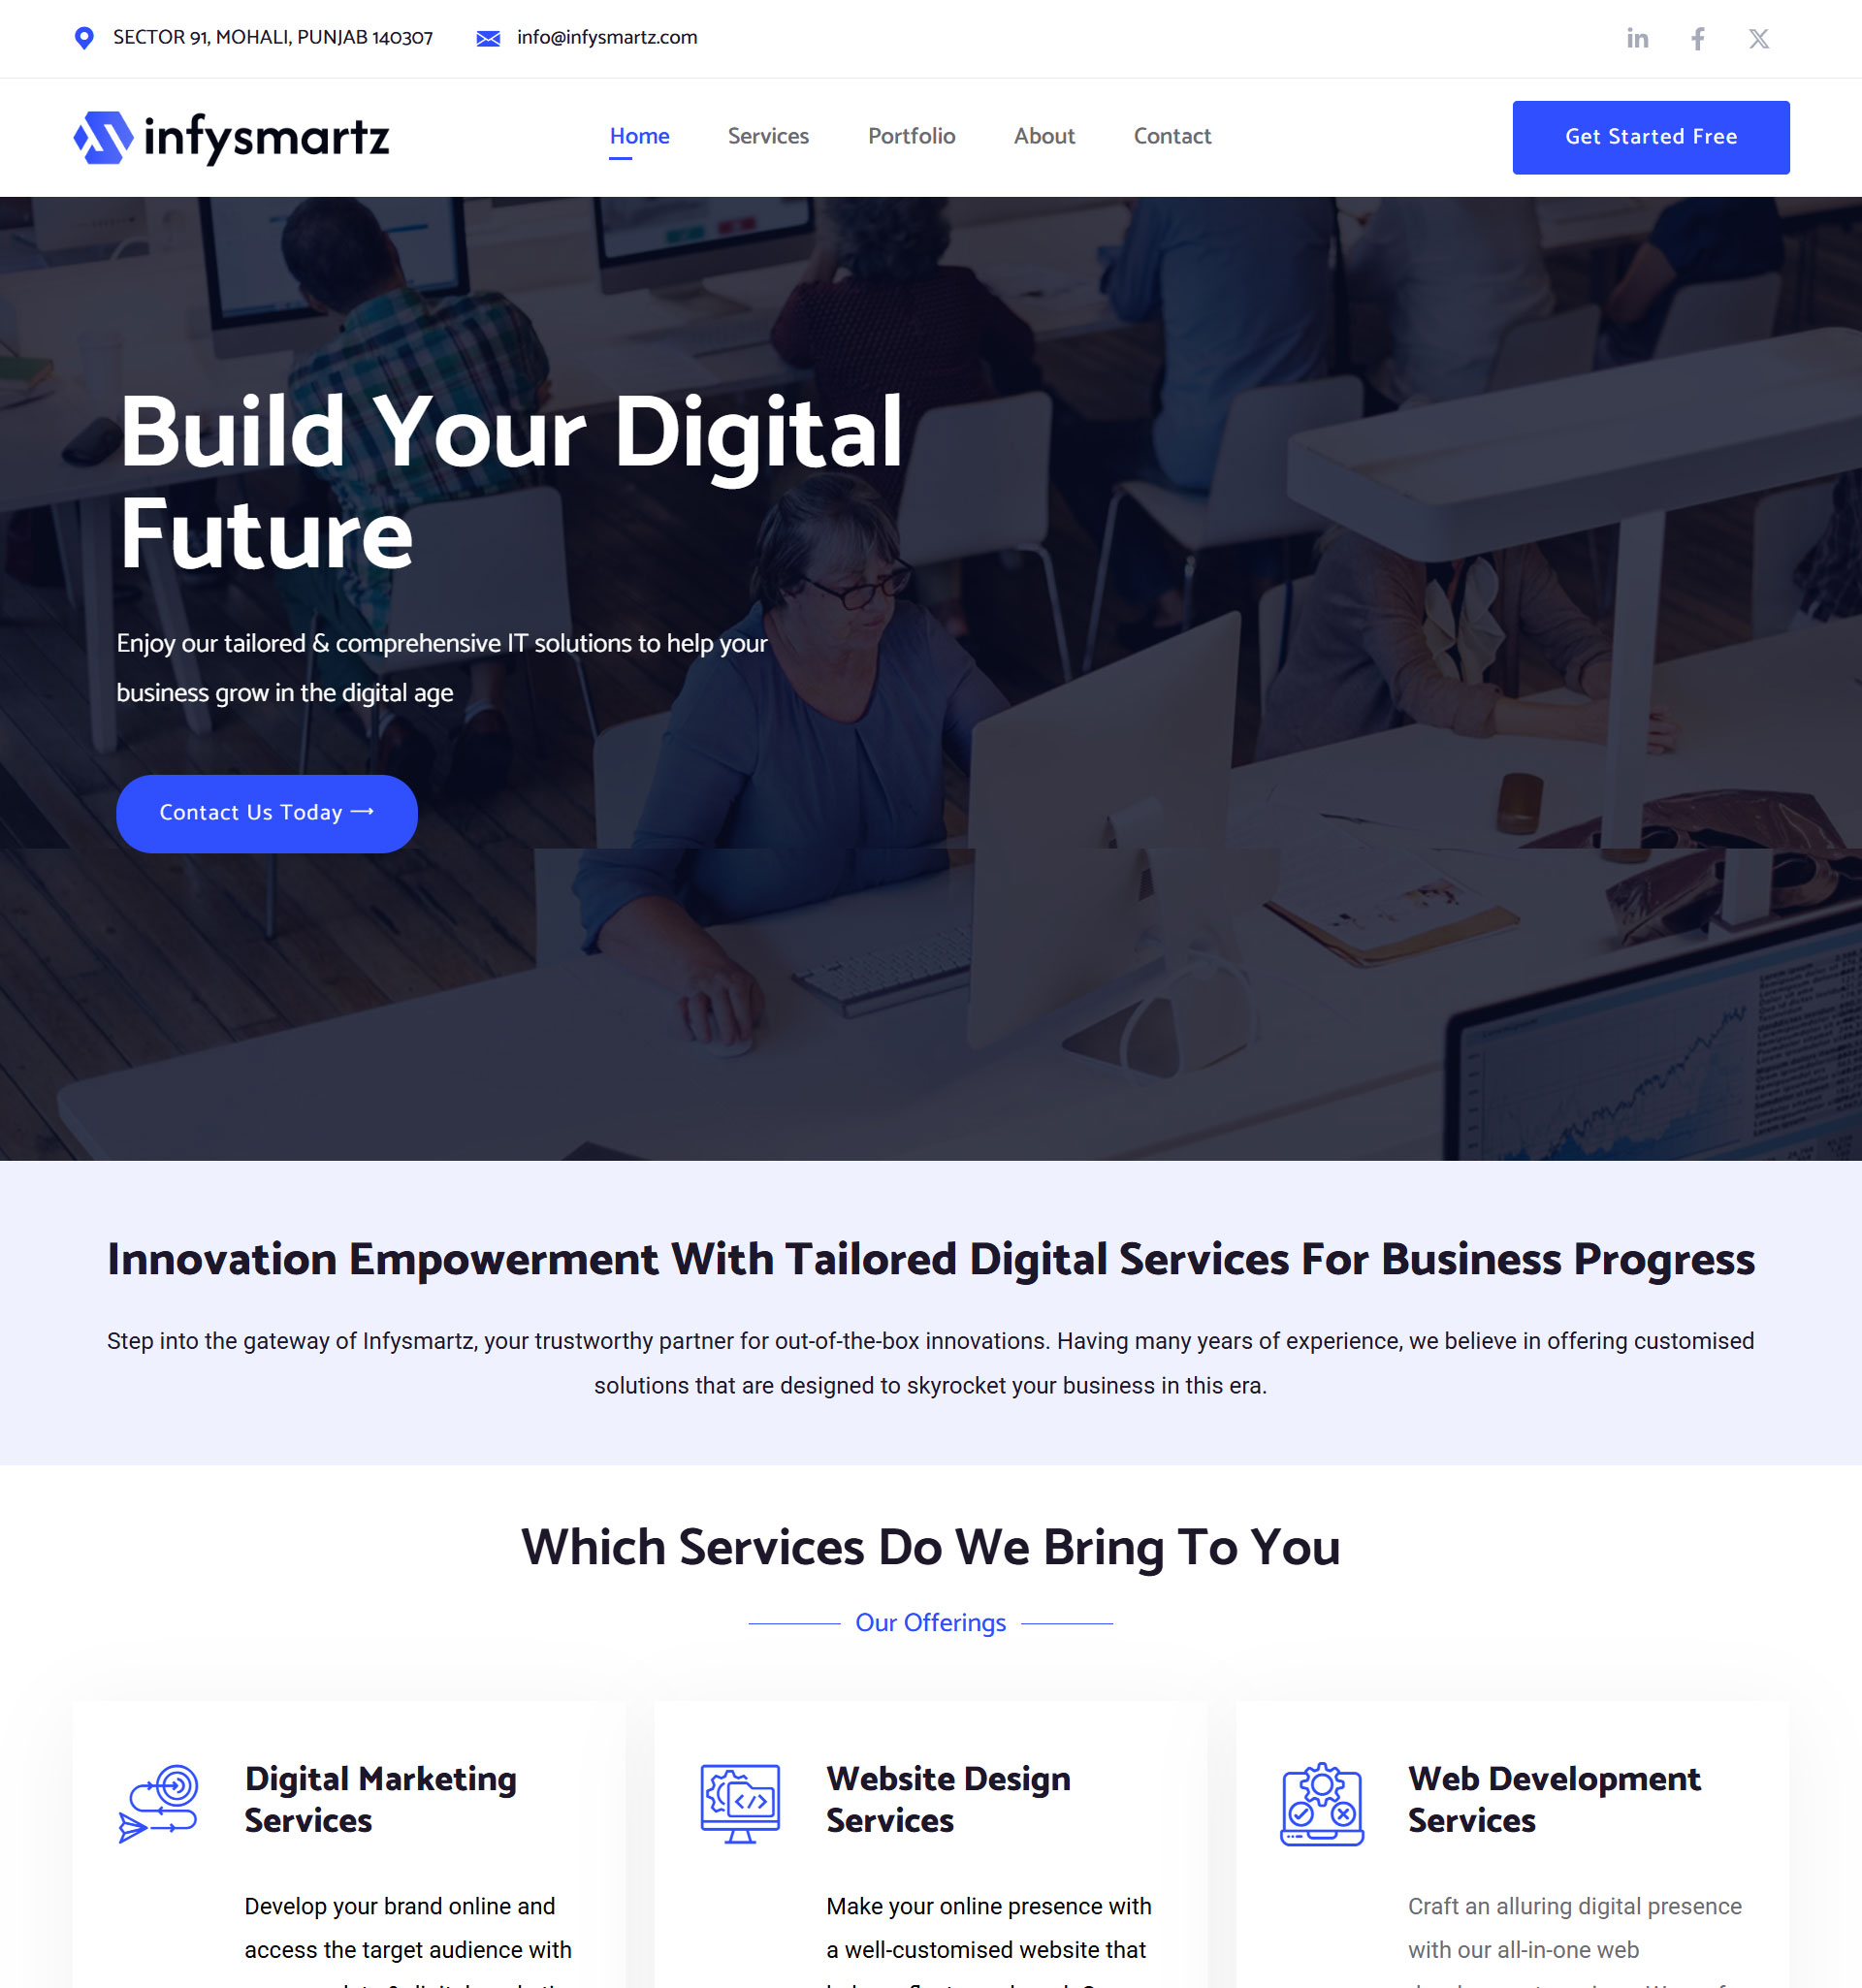 SECTOR 91, MOHALI, PUNJAB 140307
info@infysmartz.com
infysmartz
Home
Services
Portfolio
About
Contact
Get Started Free
Build Your Digital
Future
Enjoy our tailored & comprehensive IT solutions to help your
business grow in the digital age
Contact Us Today →
Innovation Empowerment With Tailored Digital Services For Business Progress
Step into the gateway of Infysmartz, your trustworthy partner for out-of-the-box innovations. Having many years of experience, we believe in offering customised
solutions that are designed to skyrocket your business in this era.
Which Services Do We Bring To You
Our Offerings
Digital Marketing
Services
Develop your brand online and
access the target audience with
Website Design
Services
Make your online presence with
a well-customised website that
Web Development
Services
Craft an alluring digital presence
with our all-in-one web